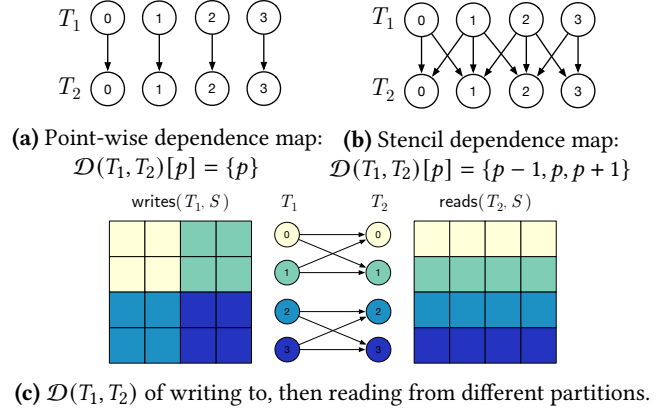 T₁ 0 1 2 3
T₂ 0 1 2 3
(a) Point-wise dependence map:
𝒟(T₁, T₂)[p] = {p}
T₁ 0 1 2 3
T₂ 0 1 2 3
(b) Stencil dependence map:
𝒟(T₁, T₂)[p] = {p − 1, p, p + 1}
writes(T₁, S) T₁ T₂ reads(T₂, S)
0 0
1 1
2 2
3 3
(c) 𝒟(T₁, T₂) of writing to, then reading from different partitions.